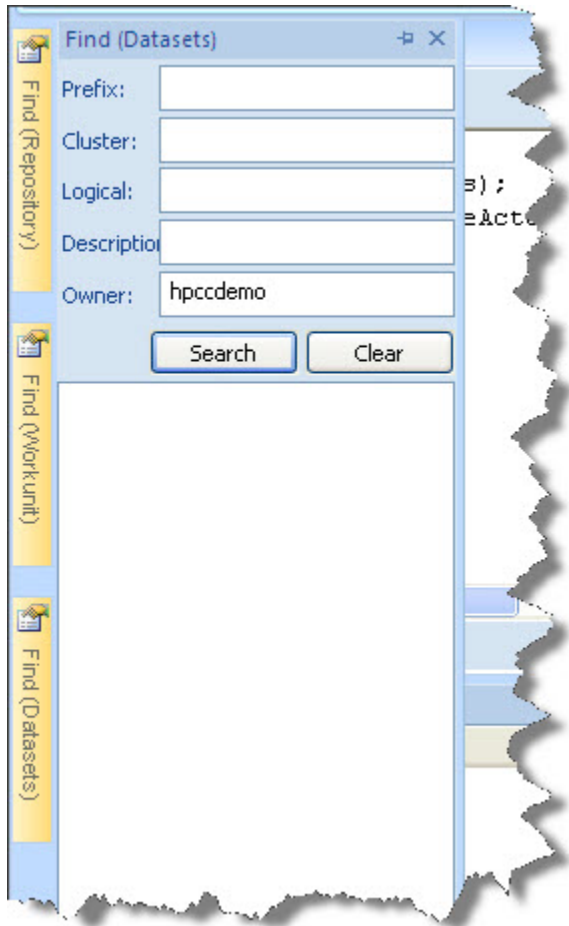 Find (Datasets)
Prefix:
Cluster:
Logical:
Descriptio
Owner: hpccdemo
Search Clear
Find (Repository)
Find (Workunit)
Find (Datasets)
s);
eActo